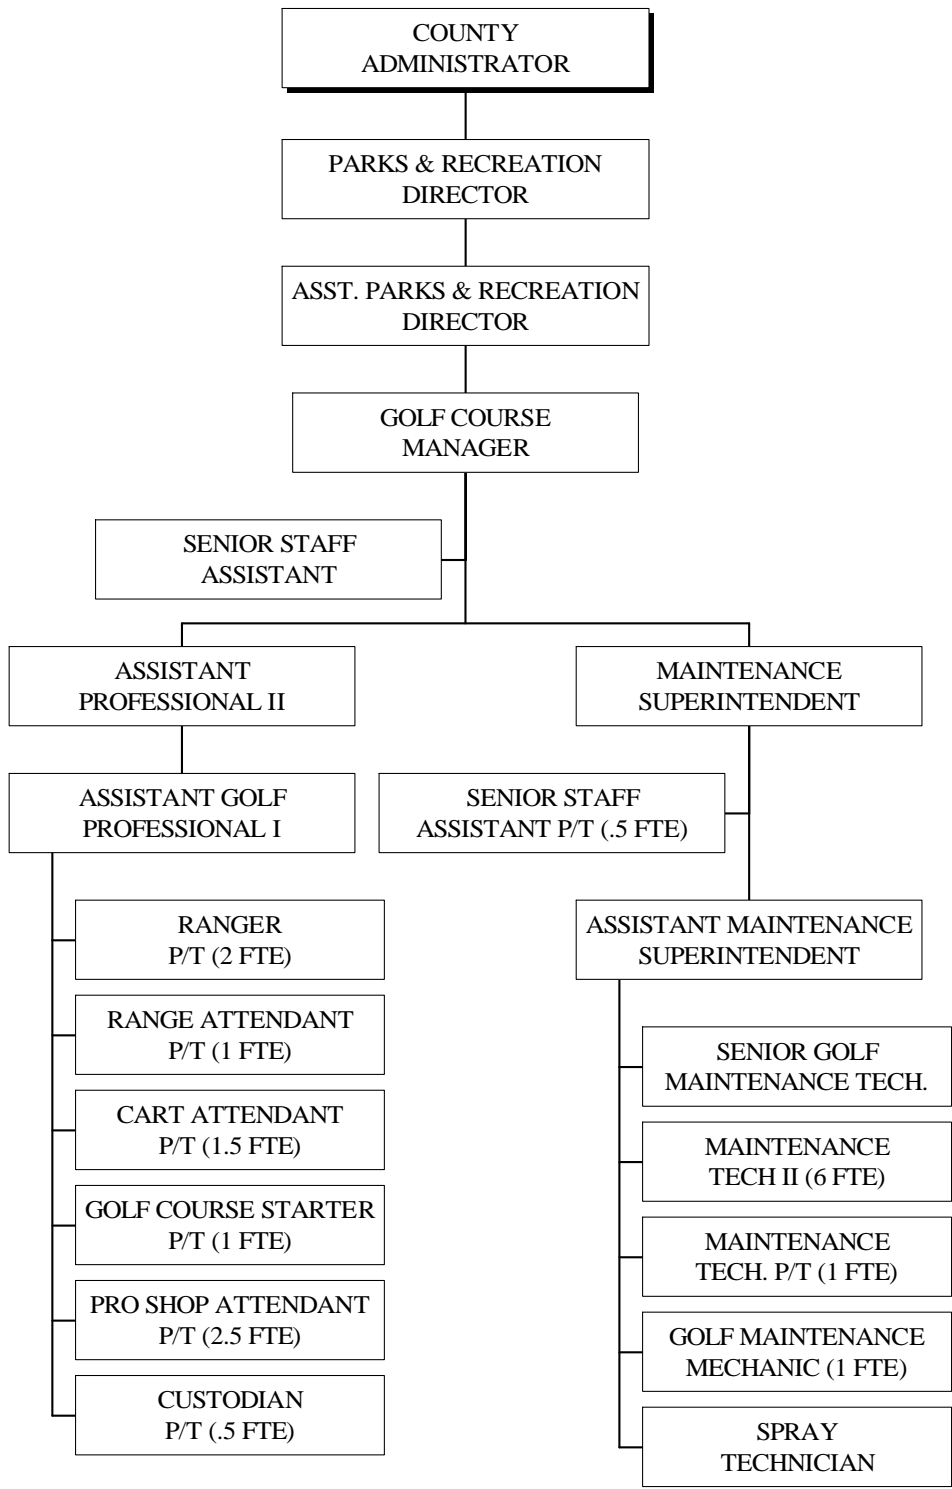 COUNTY
ADMINISTRATOR
PARKS & RECREATION
DIRECTOR
ASST. PARKS & RECREATION
DIRECTOR
GOLF COURSE
MANAGER
SENIOR STAFF
ASSISTANT
ASSISTANT
PROFESSIONAL II
MAINTENANCE
SUPERINTENDENT
ASSISTANT GOLF
PROFESSIONAL I
SENIOR STAFF
ASSISTANT P/T (.5 FTE)
RANGER
P/T (2 FTE)
RANGE ATTENDANT
P/T (1 FTE)
CART ATTENDANT
P/T (1.5 FTE)
GOLF COURSE STARTER
P/T (1 FTE)
PRO SHOP ATTENDANT
P/T (2.5 FTE)
CUSTODIAN
P/T (.5 FTE)
ASSISTANT MAINTENANCE
SUPERINTENDENT
SENIOR GOLF
MAINTENANCE TECH.
MAINTENANCE
TECH II (6 FTE)
MAINTENANCE
TECH. P/T (1 FTE)
GOLF MAINTENANCE
MECHANIC (1 FTE)
SPRAY
TECHNICIAN